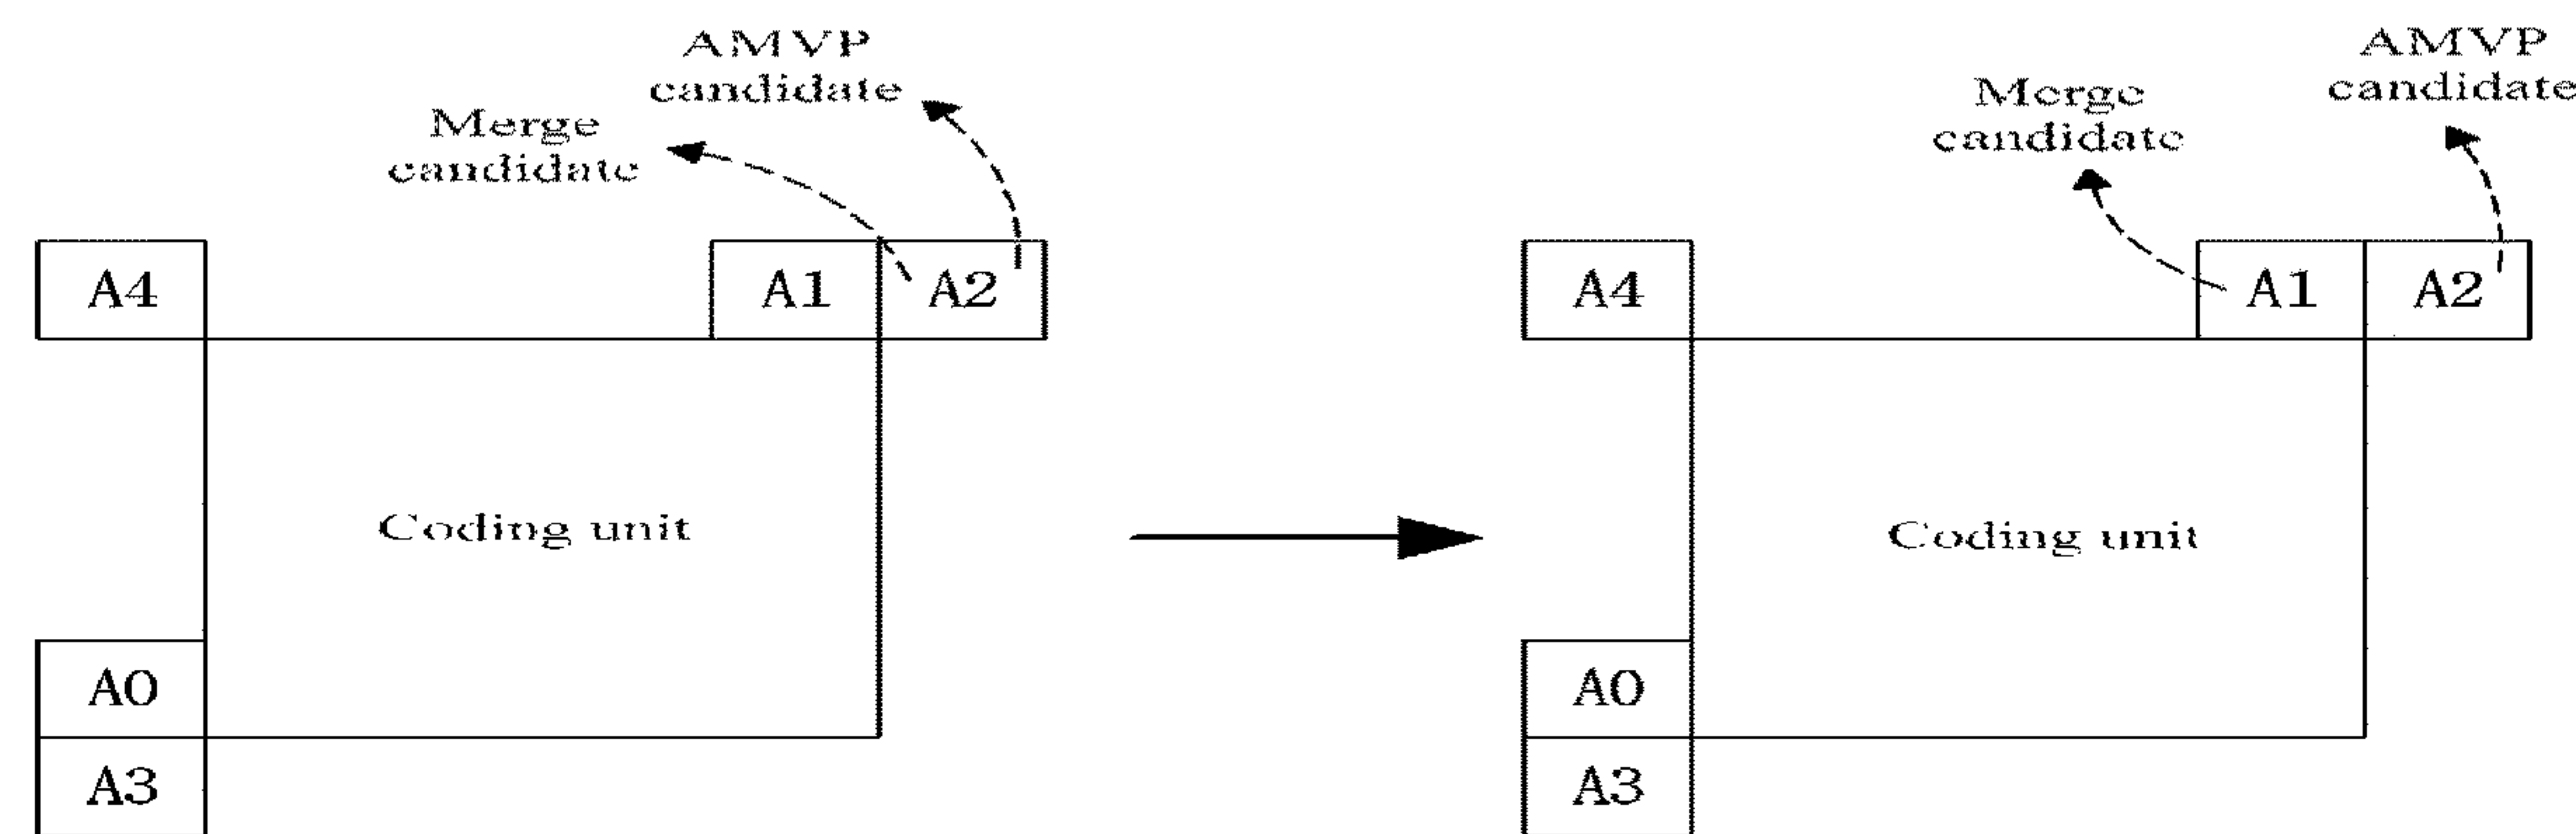 AMVP
candidate
Merge
candidate
A4
A1
A2
Coding unit
A0
A3
AMVP
candidate
Merge
candidate
A4
A1
A2
Coding unit
A0
A3